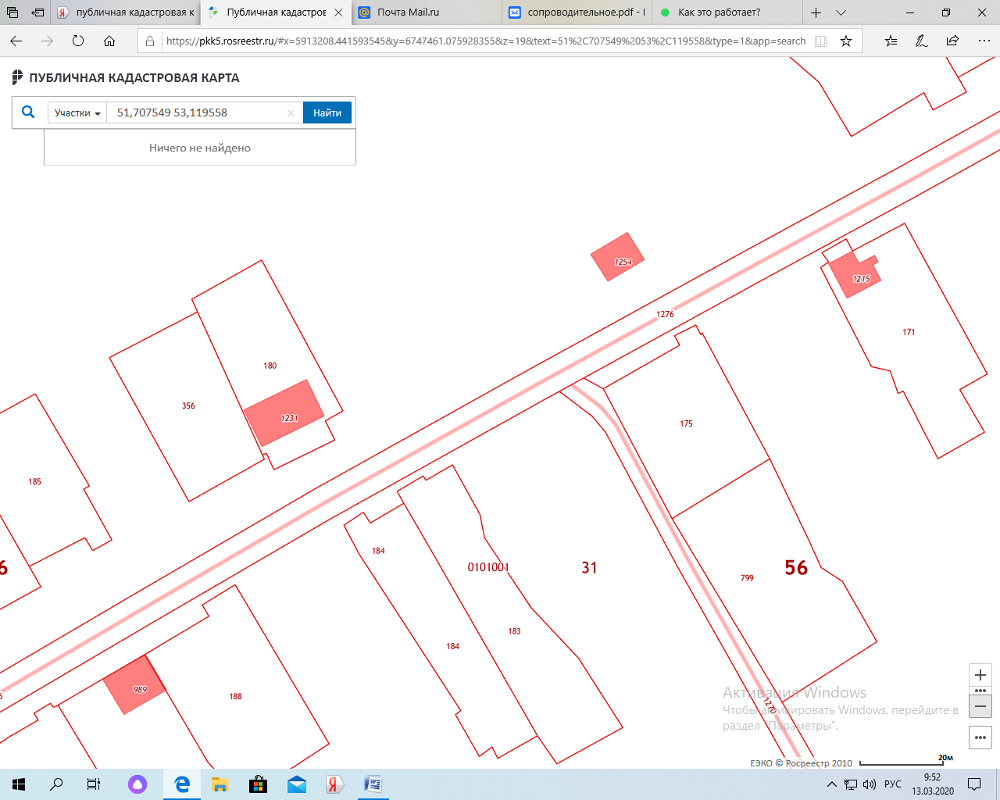 публичная кадастровая к
Публичная кадастров
Почта Mail.ru
сопроводительное.pdf - I
Как это работает?
https://pkk5.rosreestr.ru/#x=5913208.441593545&y=6747461.075928355&z=19&text=51%2C707549%2053%2C119558&type=1&app=search
ПУБЛИЧНАЯ КАДАСТРОВАЯ КАРТА
Участки 51,707549 53,119558 Найти
Ничего не найдено
1254
1215
1276
171
180
356
1231
175
185
184
6
0101001
31
56
799
184
183
989
188
1270
Активация Windows
Чтобы активировать Windows, перейдите в
раздел "Параметры".
ЕЭКО © Росреестр 2010
20м
РУС
9:52
13.03.2020